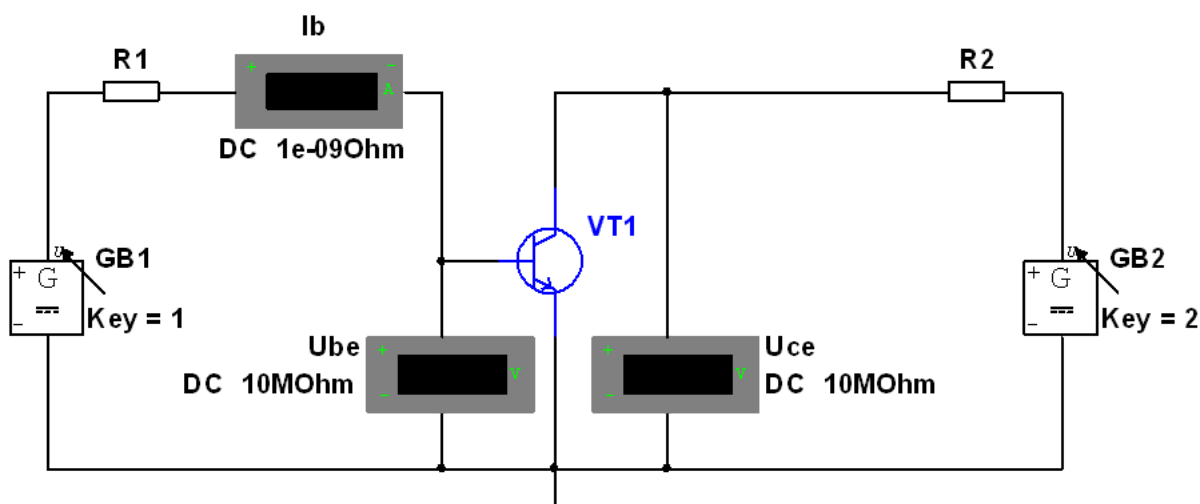 Ib
R1
R2
+ -
A
DC 1e-09Ohm
VT1
u
GB1
+ G
-
Key = 1
u
GB2
+ G
-
Key = 2
Ube
+
V
DC 10MOhm
-
Uce
+
V
DC 10MOhm
-